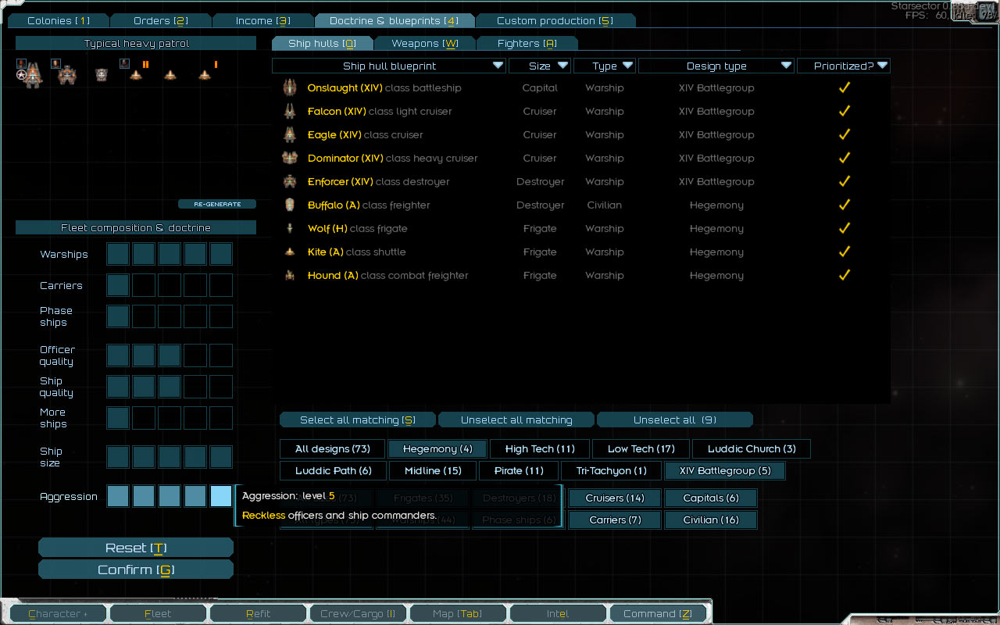 Colonies [1] Orders [2] Income [3] Doctrine & blueprints [4] Custom production [5]
Typical heavy patrol
Ship hulls [Q] Weapons [W] Fighters [A]
Ship hull blueprint Size Type Design type Prioritized?
Onslaught (XIV) class battleship Capital Warship XIV Battlegroup
Falcon (XIV) class light cruiser Cruiser Warship XIV Battlegroup
Eagle (XIV) class cruiser Cruiser Warship XIV Battlegroup
Dominator (XIV) class heavy cruiser Cruiser Warship XIV Battlegroup
Enforcer (XIV) class destroyer Destroyer Warship XIV Battlegroup
Buffalo (A) class freighter Destroyer Civilian Hegemony
Wolf (H) class frigate Frigate Warship Hegemony
Kite (A) class shuttle Frigate Warship Hegemony
Hound (A) class combat freighter Frigate Warship Hegemony
RE-GENERATE
Fleet composition & doctrine
Warships
Carriers
Phase
ships
Officer
quality
Ship
quality
More
ships
Ship
size
Aggression
Select all matching [S] Unselect all matching Unselect all (9)
All designs (73) Hegemony (4) High Tech (11) Low Tech (17) Luddic Church (3)
Luddic Path (6) Midline (15) Pirate (11) Tri-Tachyon (1) XIV Battlegroup (5)
(73) Frigates (35) Destroyers (18) Cruisers (14) Capitals (6)
Warships (44) Phase ships (6) Carriers (7) Civilian (16)
Aggression: level 5
Reckless officers and ship commanders.
Reset [T]
Confirm [G]
Character Fleet Refit Crew/Cargo [I] Map [Tab] Intel Command [Z]